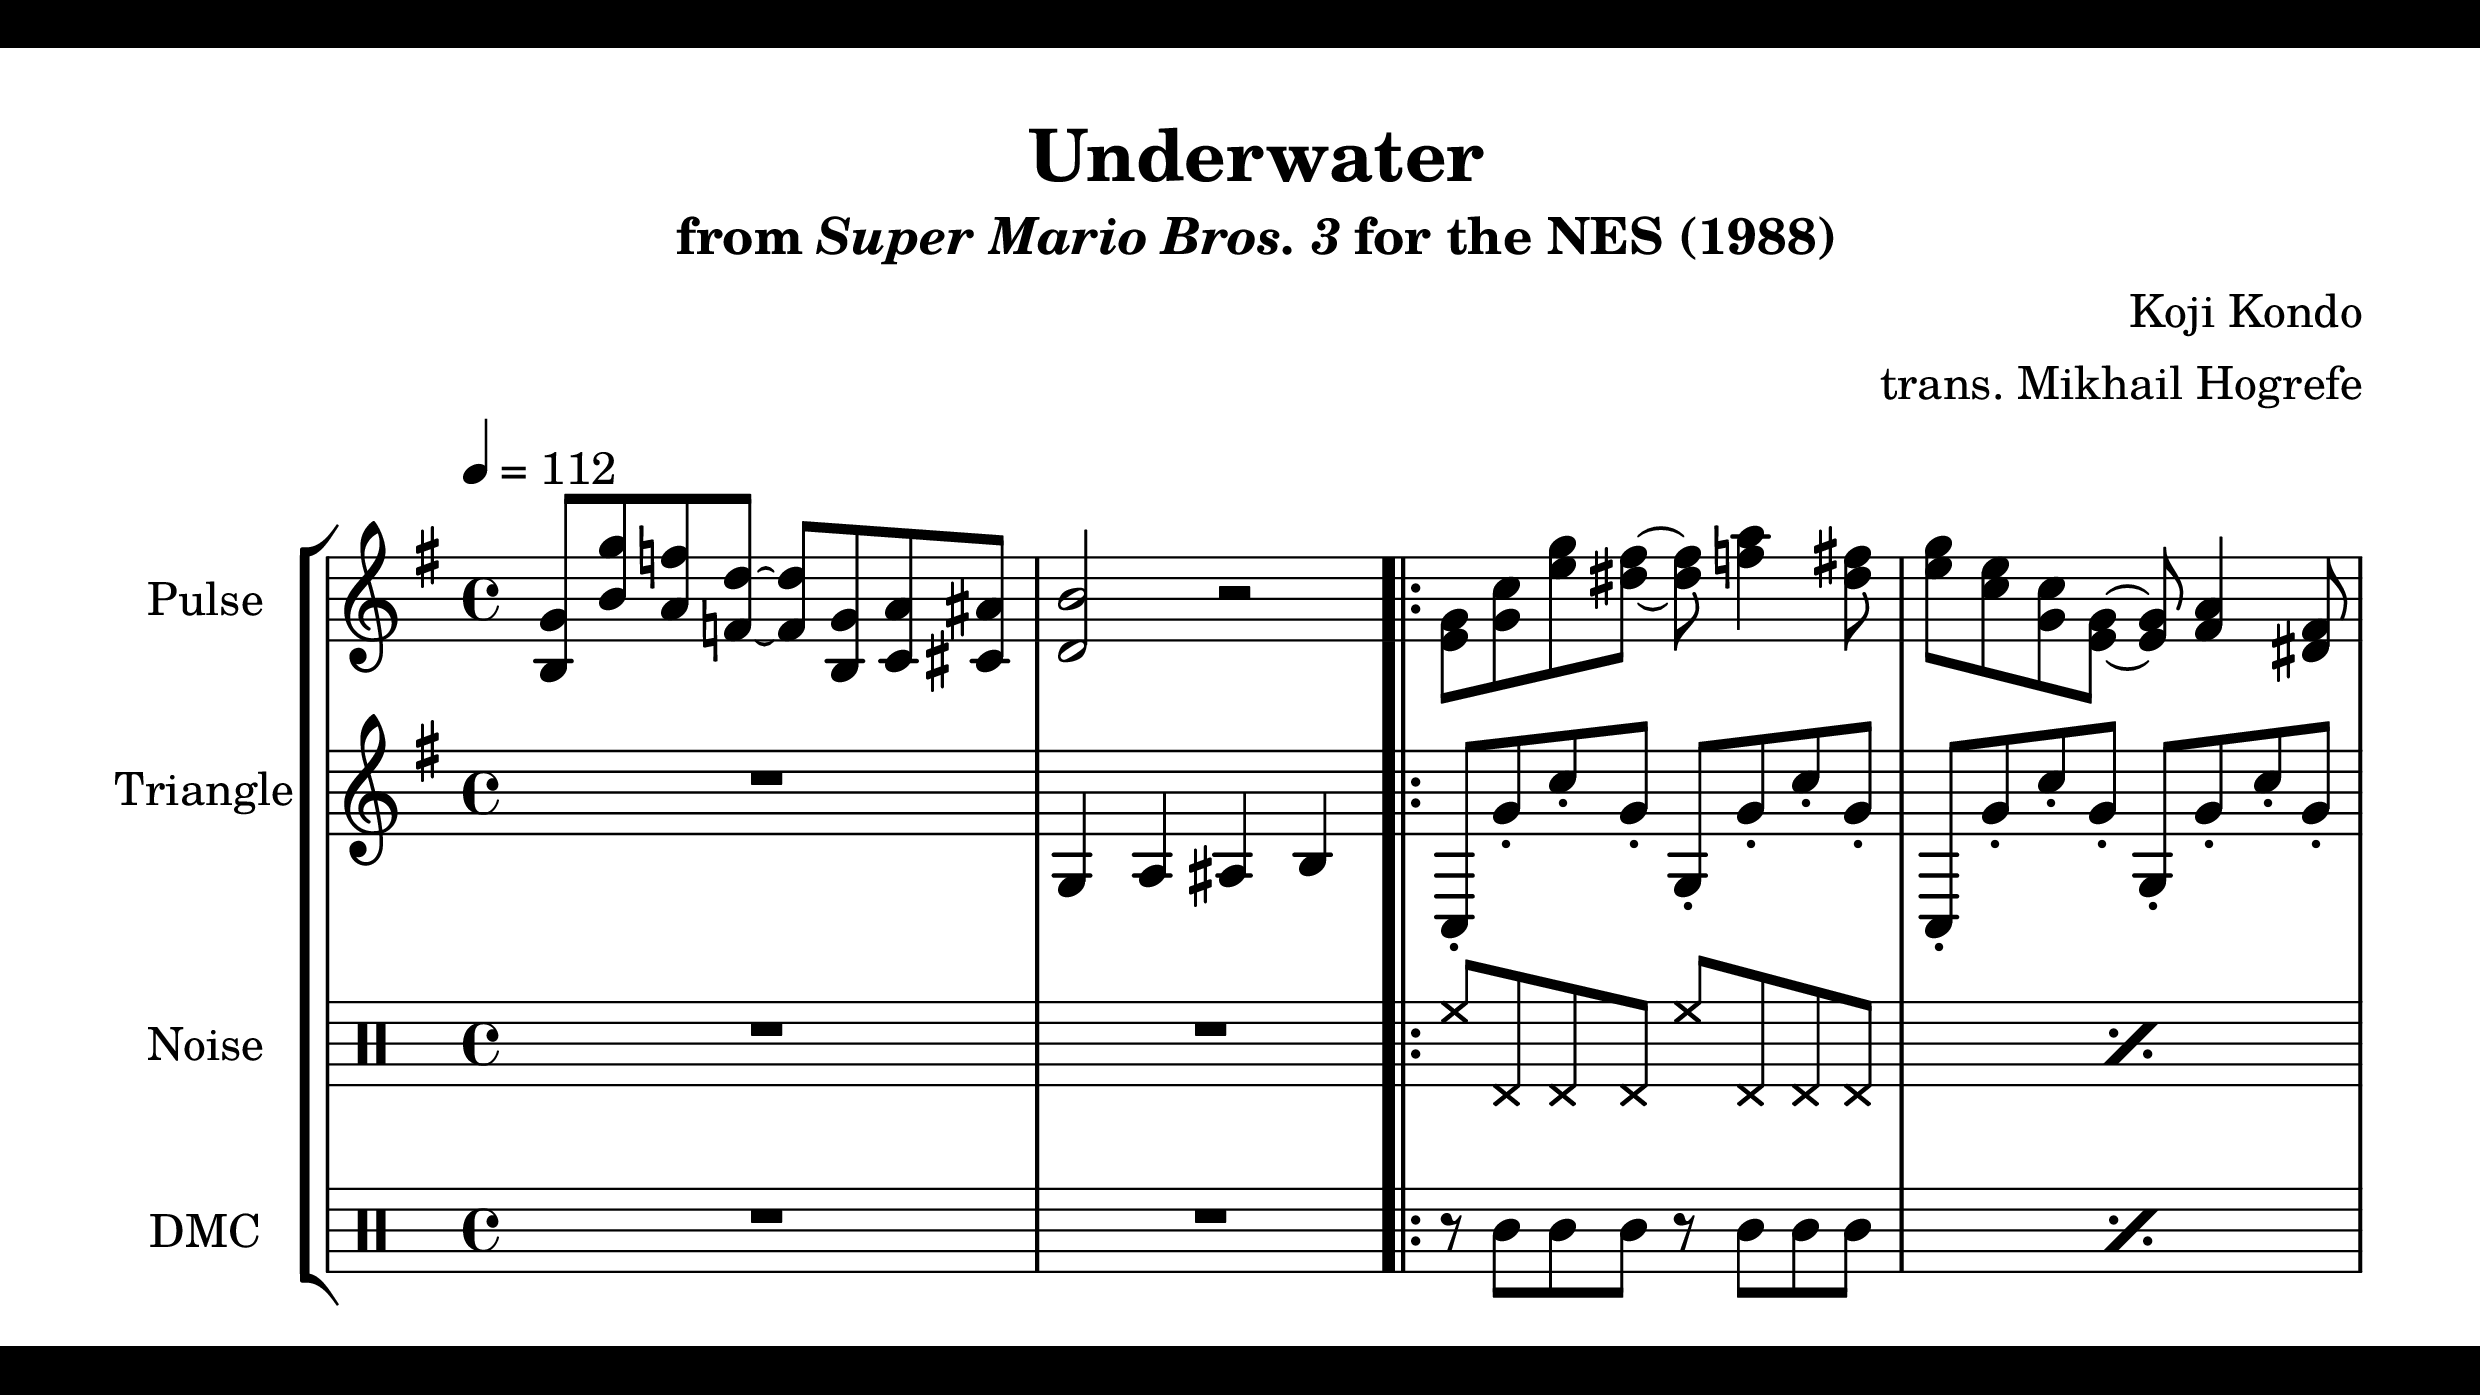 Underwater
from Super Mario Bros. 3 for the NES (1988)
Koji Kondo
trans. Mikhail Hogrefe
= 112
Pulse
Triangle
Noise
DMC